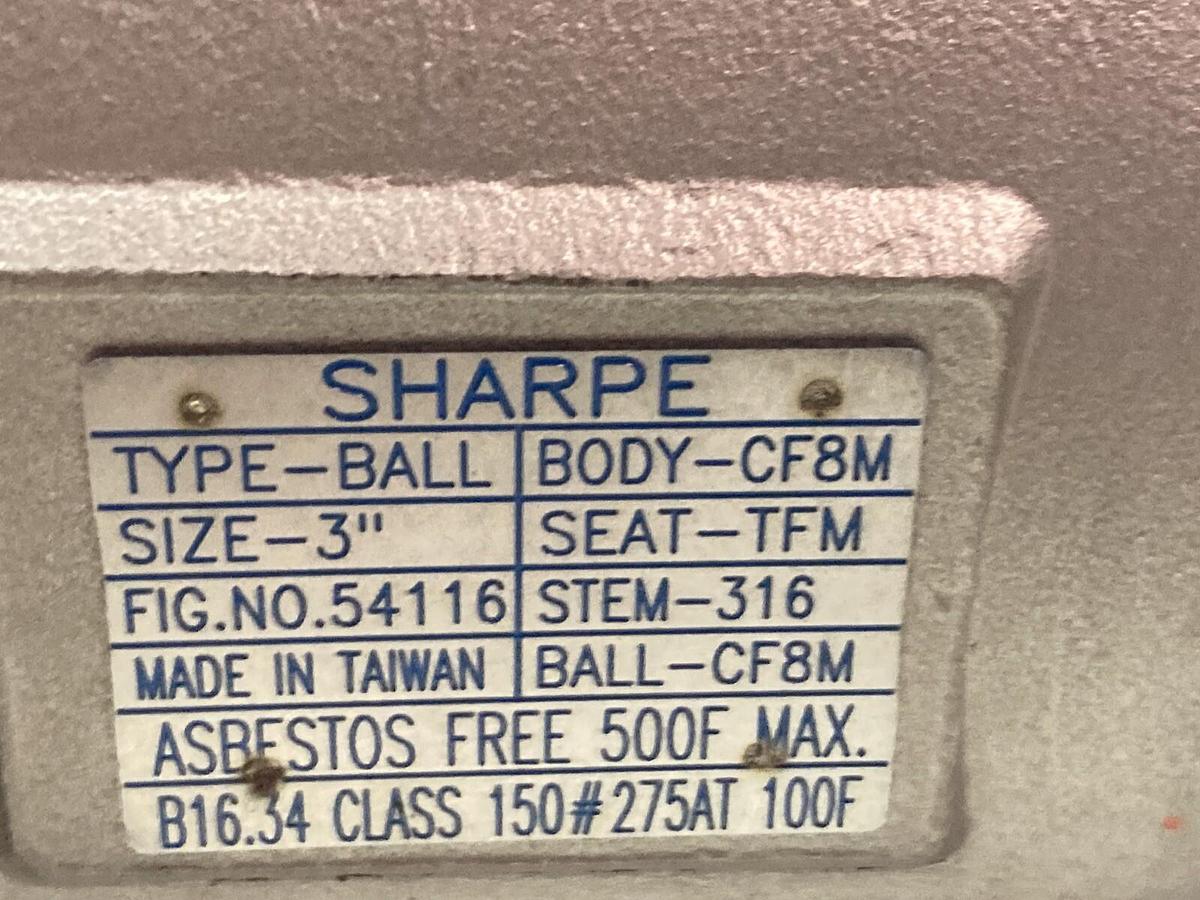 SHARPE
TYPE-BALL BODY-CF8M
SIZE-3" SEAT-TFM
FIG.NO.54116 STEM-316
MADE IN TAIWAN BALL-CF8M
ASBESTOS FREE 500F MAX.
B16.34 CLASS 150#275AT 100F